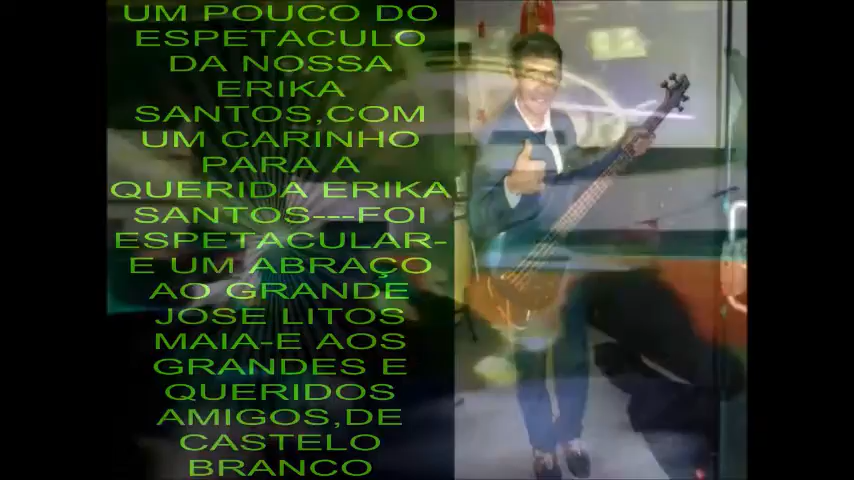 UM POUCO DO
ESPETACULO
DA NOSSA
ERIKA
SANTOS,COM
UM CARINHO
PARA A
QUERIDA ERIKA
SANTOS---FOI
ESPETACULAR-
E UM ABRAÇO
AO GRANDE
JOSE LITOS
MAIA-E AOS
GRANDES E
QUERIDOS
AMIGOS,DE
CASTELO
BRANCO